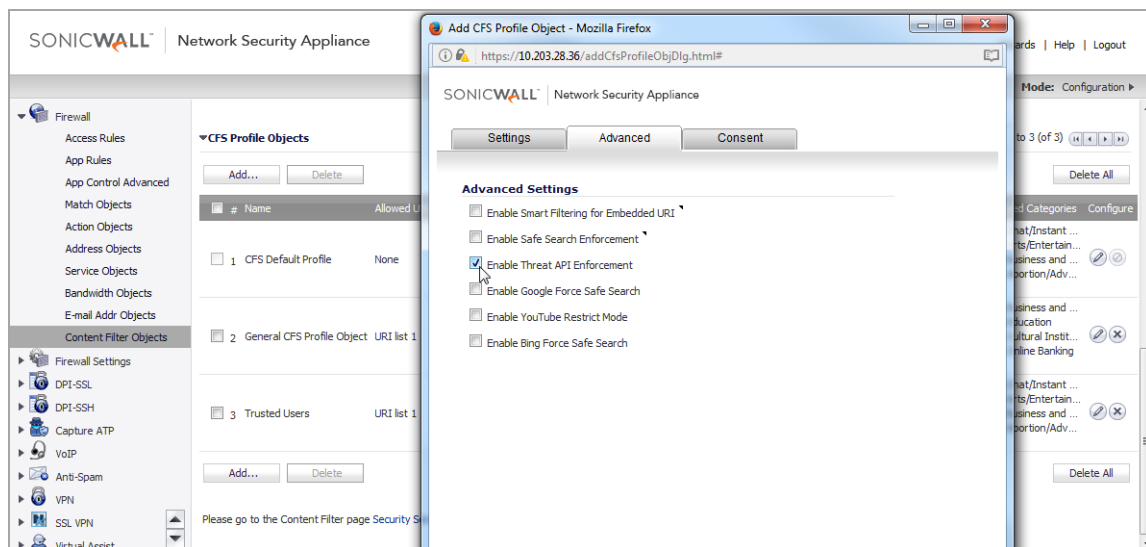 SONICWALL Network Security Appliance
ards | Help | Logout
Mode: Configuration
Firewall
Access Rules
App Rules
App Control Advanced
Match Objects
Action Objects
Address Objects
Service Objects
Bandwidth Objects
E-mail Addr Objects
Content Filter Objects
Firewall Settings
DPI-SSL
DPI-SSH
Capture ATP
VoIP
Anti-Spam
VPN
SSL VPN
Virtual Assist
CFS Profile Objects
to 3 (of 3)
Add... Delete
Delete All
# Name Allowed U
ed Categories Configure
1 CFS Default Profile None
hat/Instant ...
rts/Entertain...
usiness and ...
bortion/Adv...
2 General CFS Profile Object URI list 1
usiness and ...
ducation
ultural Instit...
nline Banking
3 Trusted Users URI list 1
hat/Instant ...
rts/Entertain...
usiness and ...
bortion/Adv...
Add... Delete
Delete All
Please go to the Content Filter page Security S
Add CFS Profile Object - Mozilla Firefox
https://10.203.28.36/addCfsProfileObjDlg.html#
SONICWALL Network Security Appliance
Settings Advanced Consent
Advanced Settings
Enable Smart Filtering for Embedded URI
Enable Safe Search Enforcement
Enable Threat API Enforcement
Enable Google Force Safe Search
Enable YouTube Restrict Mode
Enable Bing Force Safe Search